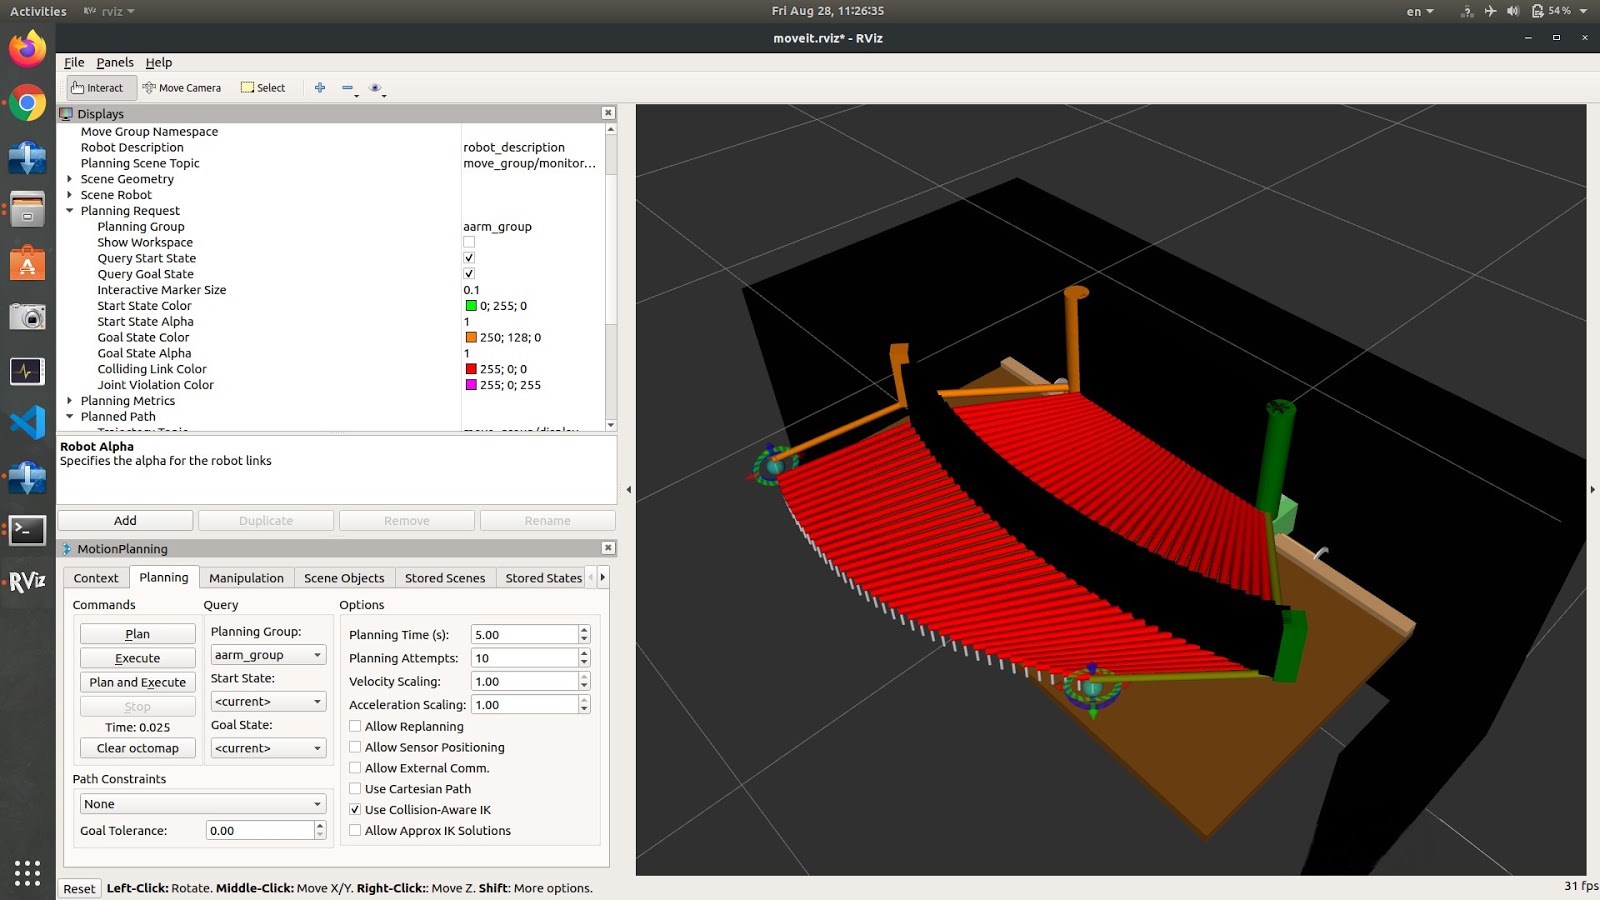 Activities
rviz
Fri Aug 28, 11:26:35
en
54 %
moveit.rviz* - RViz
File Panels Help
Interact Move Camera Select
Displays
Move Group Namespace
Robot Description robot_description
Planning Scene Topic move_group/monitor...
Scene Geometry
Scene Robot
Planning Request
Planning Group aarm_group
Show Workspace
Query Start State
Query Goal State
Interactive Marker Size 0.1
Start State Color 0; 255; 0
Start State Alpha 1
Goal State Color 250; 128; 0
Goal State Alpha 1
Colliding Link Color 255; 0; 0
Joint Violation Color 255; 0; 255
Planning Metrics
Planned Path
Trajectory Topic move_group/display
Robot Alpha
Specifies the alpha for the robot links
Add Duplicate Remove Rename
MotionPlanning
Context Planning Manipulation Scene Objects Stored Scenes Stored States
Commands Query Options
Plan
Execute
Plan and Execute
Stop
Time: 0.025
Clear octomap
Planning Group:
aarm_group
Start State:
<current>
Goal State:
<current>
Planning Time (s): 5.00
Planning Attempts: 10
Velocity Scaling: 1.00
Acceleration Scaling: 1.00
Allow Replanning
Allow Sensor Positioning
Allow External Comm.
Use Cartesian Path
Use Collision-Aware IK
Allow Approx IK Solutions
Path Constraints
None
Goal Tolerance: 0.00
RViz
Reset Left-Click: Rotate. Middle-Click: Move X/Y. Right-Click:: Move Z. Shift: More options.
31 fps